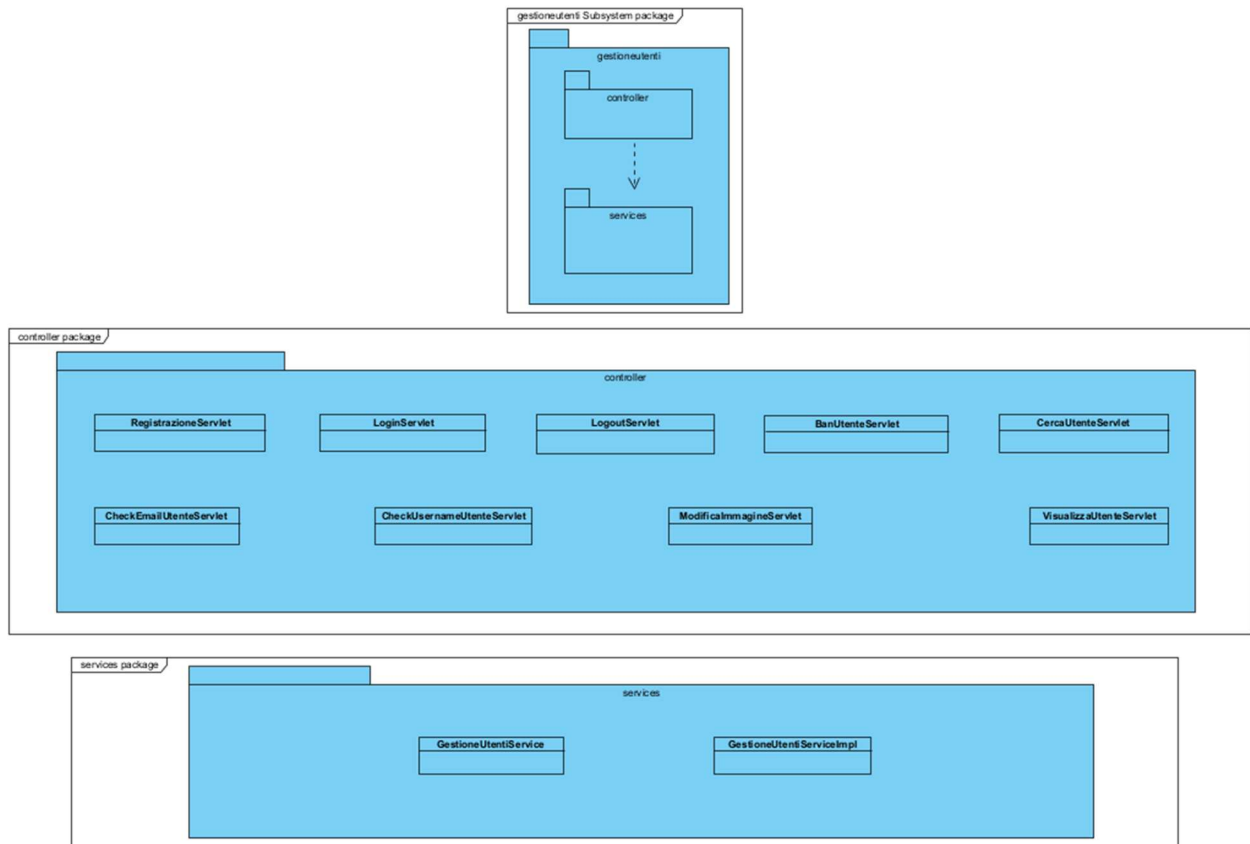 gestioneutenti Subsystem package
gestioneutenti
controller
services
controller package
controller
RegistrazioneServlet
LoginServlet
LogoutServlet
BanUtenteServlet
CercaUtenteServlet
CheckEmailUtenteServlet
CheckUsernameUtenteServlet
ModificaImmagineServlet
VisualizzaUtenteServlet
services package
services
GestioneUtentiService
GestioneUtentiServiceImpl